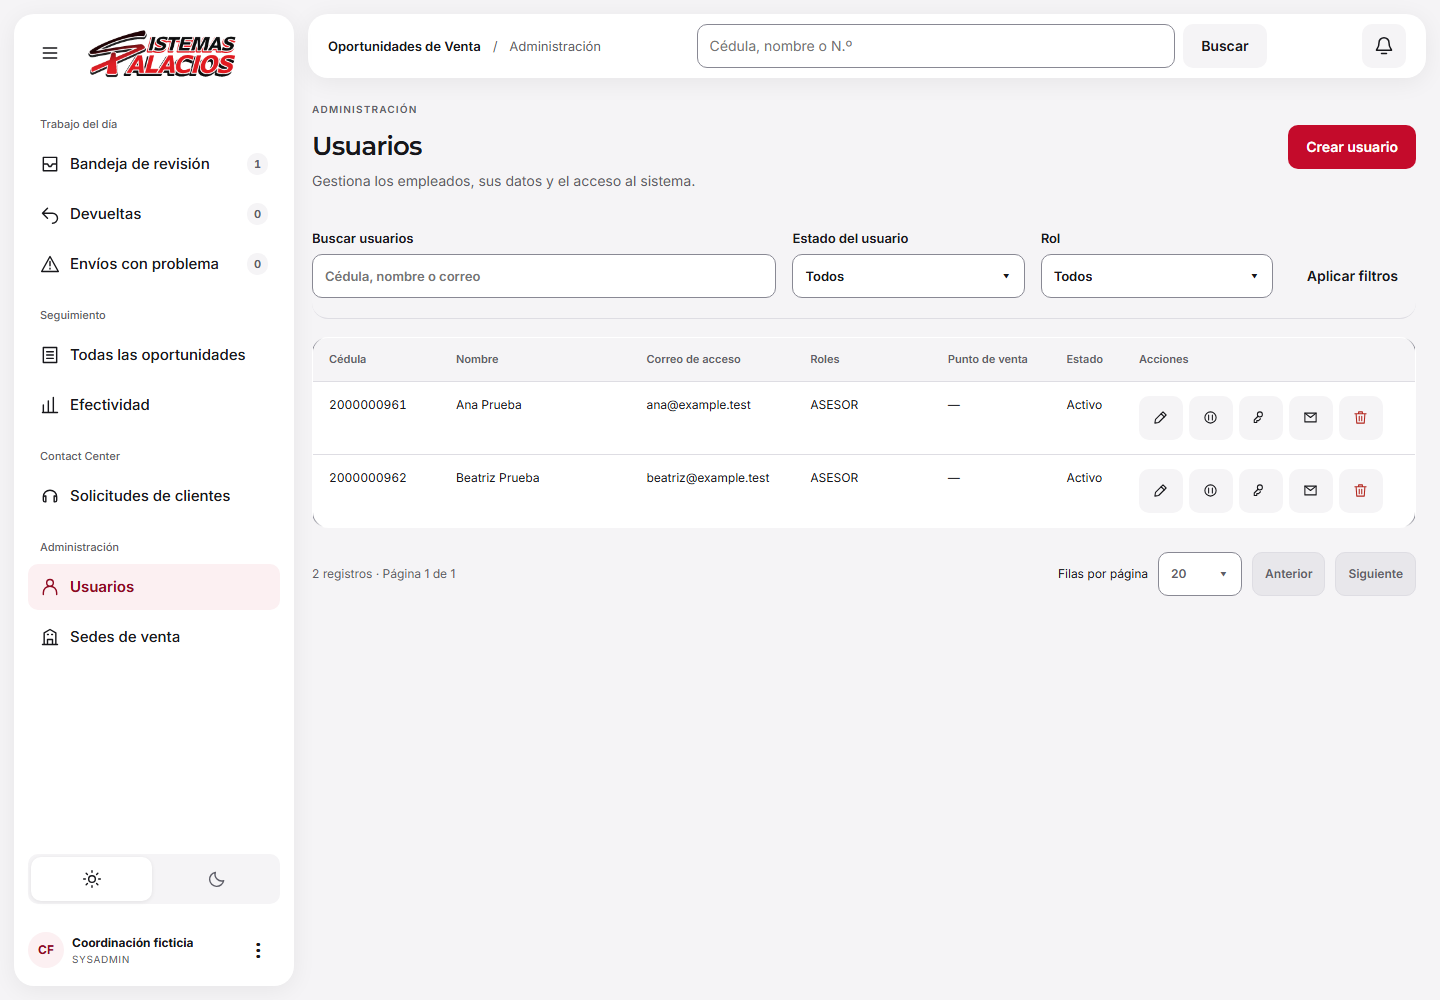 SISTEMAS
PALACIOS
Trabajo del día
Bandeja de revisión 1
Devueltas 0
Envíos con problema 0
Seguimiento
Todas las oportunidades
Efectividad
Contact Center
Solicitudes de clientes
Administración
Usuarios
Sedes de venta
CF
Coordinación ficticia
SYSADMIN
Oportunidades de Venta / Administración
Cédula, nombre o N.º
Buscar
ADMINISTRACIÓN
Usuarios
Crear usuario
Gestiona los empleados, sus datos y el acceso al sistema.
Buscar usuarios Estado del usuario Rol
Cédula, nombre o correo Todos Todos Aplicar filtros
Cédula Nombre Correo de acceso Roles Punto de venta Estado Acciones
2000000961 Ana Prueba ana@example.test ASESOR — Activo
2000000962 Beatriz Prueba beatriz@example.test ASESOR — Activo
2 registros · Página 1 de 1 Filas por página 20 Anterior Siguiente